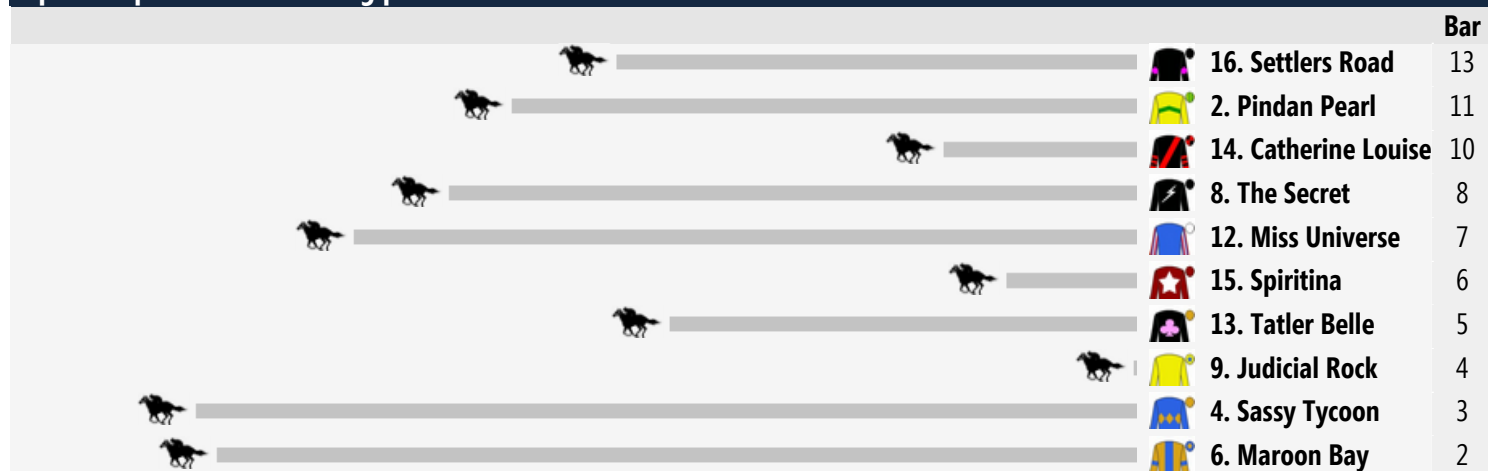 Bar
16. Settlers Road 13
2. Pindan Pearl 11
14. Catherine Louise 10
8. The Secret 8
12. Miss Universe 7
15. Spiritina 6
13. Tatler Belle 5
9. Judicial Rock 4
4. Sassy Tycoon 3
6. Maroon Bay 2